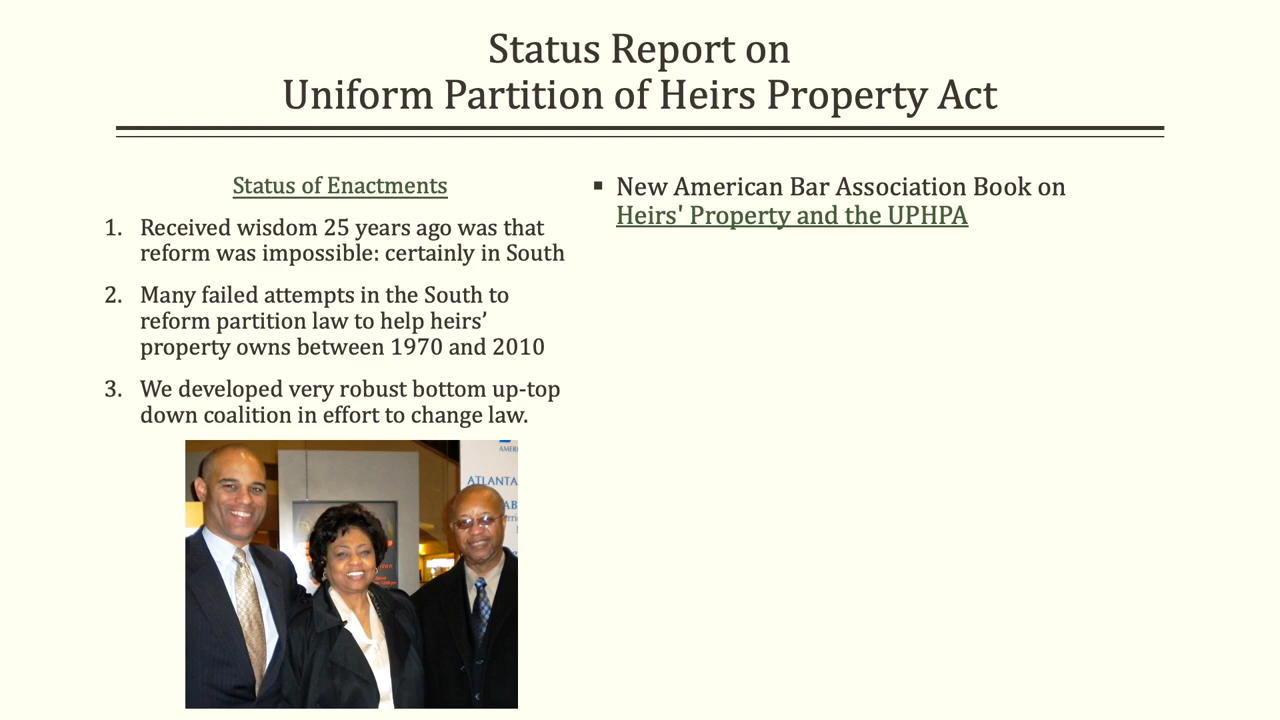 Status Report on
Uniform Partition of Heirs Property Act
Status of Enactments
1. Received wisdom 25 years ago was that
reform was impossible: certainly in South
2. Many failed attempts in the South to
reform partition law to help heirs’
property owns between 1970 and 2010
3. We developed very robust bottom up-top
down coalition in effort to change law.
▪ New American Bar Association Book on
Heirs' Property and the UPHPA
AMERI
ATLANTA
AB